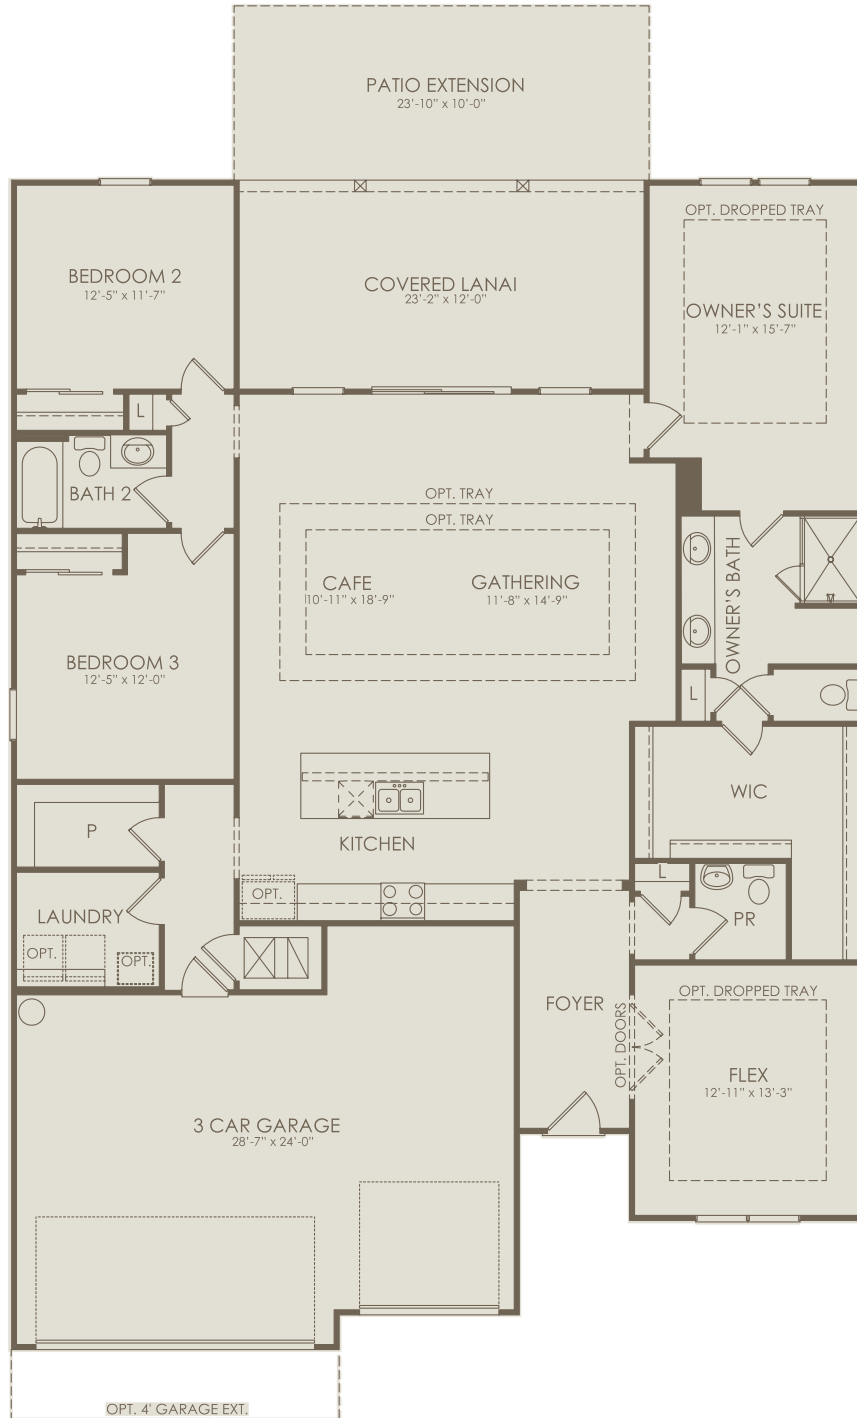 PATIO EXTENSION
23'-10" x 10'-0"
OPT. DROPPED TRAY
BEDROOM 2
12'-5" x 11'-7"
COVERED LANAI
23'-2" x 12'-0"
OWNER'S SUITE
12'-1" x 15'-7"
L
BATH 2
OPT. TRAY
OPT. TRAY
CAFE
10'-11" x 18'-9"
GATHERING
11'-8" x 14'-9"
OWNER'S BATH
BEDROOM 3
12'-5" x 12'-0"
L
WIC
P
KITCHEN
L
OPT.
LAUNDRY
PR
OPT.
OPT.
FOYER
OPT. DOORS
OPT. DROPPED TRAY
FLEX
12'-11" x 13'-3"
3 CAR GARAGE
28'-7" x 24'-0"
OPT. 4' GARAGE EXT.